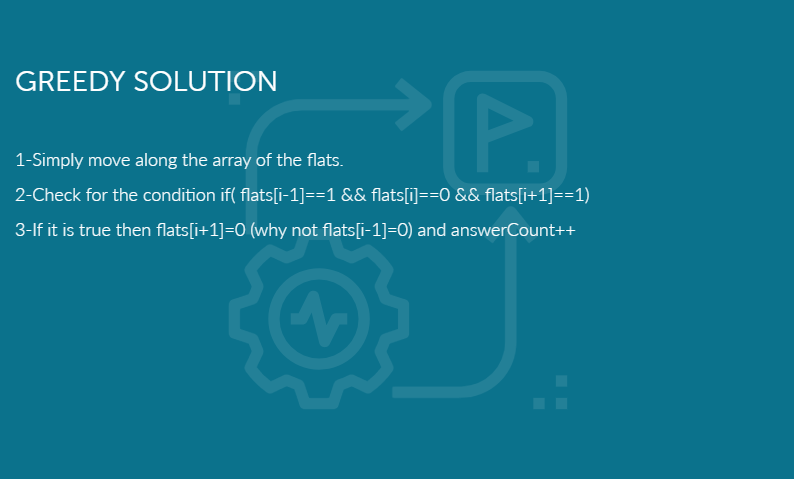 GREEDY SOLUTION
1-Simply move along the array of the flats.
2-Check for the condition if( flats[i-1]==1 && flats[i]==0 && flats[i+1]==1)
3-If it is true then flats[i+1]=0 (why not flats[i-1]=0) and answerCount++